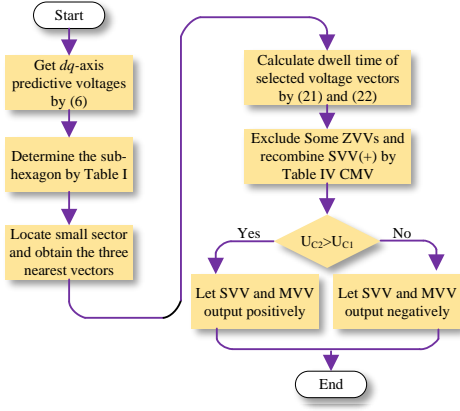 Start
Get dq-axis
predictive voltages
by (6)
Determine the sub-
hexagon by Table I
Locate small sector
and obtain the three
nearest vectors
Calculate dwell time of
selected voltage vectors
by (21) and (22)
Exclude Some ZVVs and
recombine SVV(+) by
Table IV CMV
U_C2>U_C1
Yes
No
Let SVV and MVV
output positively
Let SVV and MVV
output negatively
End